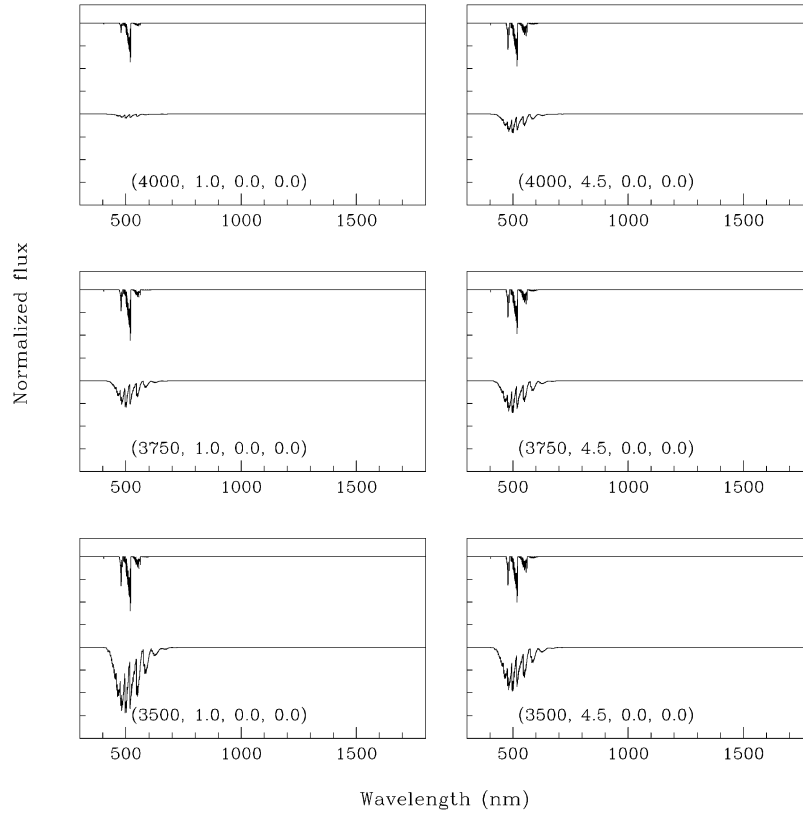 (4000, 1.0, 0.0, 0.0)
500 1000 1500
(4000, 4.5, 0.0, 0.0)
500 1000 1500
Normalized flux
(3750, 1.0, 0.0, 0.0)
500 1000 1500
(3750, 4.5, 0.0, 0.0)
500 1000 1500
(3500, 1.0, 0.0, 0.0)
500 1000 1500
(3500, 4.5, 0.0, 0.0)
500 1000 1500
Wavelength (nm)